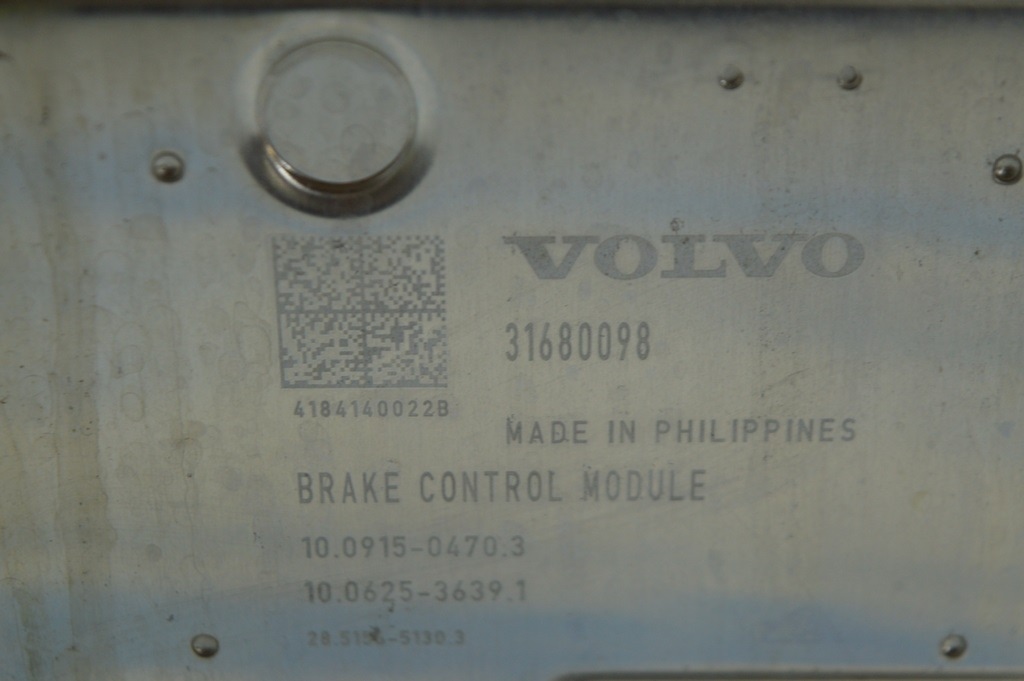 VOLVO
31680098
4184140022B
MADE IN PHILIPPINES
BRAKE CONTROL MODULE
10.0915-0470.3
10.0625-3639.1